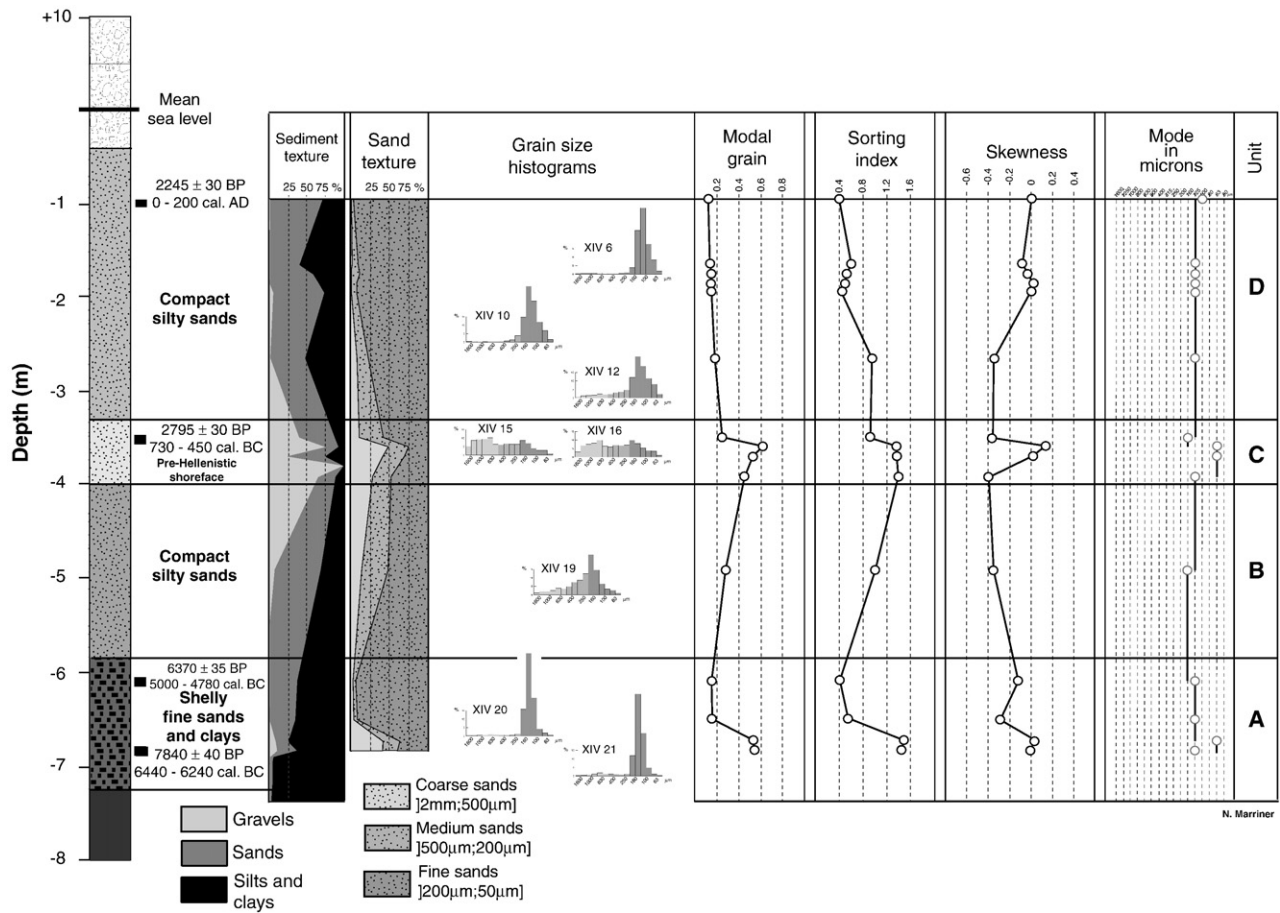 +10
Mean
sea level
Depth (m)
-1
-2
-3
-4
-5
-6
-7
-8
2245 ± 30 BP
0 - 200 cal. AD
Compact
silty sands
2795 ± 30 BP
730 - 450 cal. BC
Pre-Hellenistic
shoreface
Compact
silty sands
6370 ± 35 BP
5000 - 4780 cal. BC
Shelly
fine sands
and clays
7840 ± 40 BP
6440 - 6240 cal. BC
Sediment
texture
25 50 75 %
Sand
texture
25 50 75 %
Grain size
histograms
XIV 6
XIV 10
XIV 12
XIV 15
XIV 16
XIV 19
XIV 20
XIV 21
Modal
grain
0.2 0.4 0.6 0.8
Sorting
index
0.4 1.0 1.6
Skewness
-0.6 -0.4 -0.2 0 0.2 0.4
Mode
in
microns
Unit
D
C
B
A
Gravels
Sands
Silts and
clays
Coarse sands
]2mm;500µm]
Medium sands
]500µm;200µm]
Fine sands
]200µm;50µm]
N. Marriner